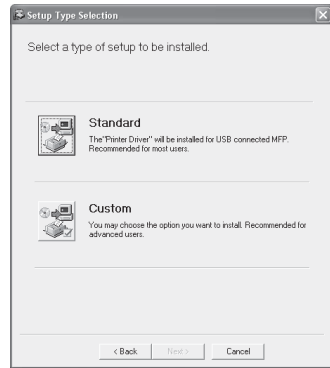 Setup Type Selection
Select a type of setup to be installed.
Standard
The"Printer Driver" will be installed for USB connected MFP.
Recommended for most users.
Custom
You may choose the option you want to install. Recommended for
advanced users.
< Back
Next >
Cancel